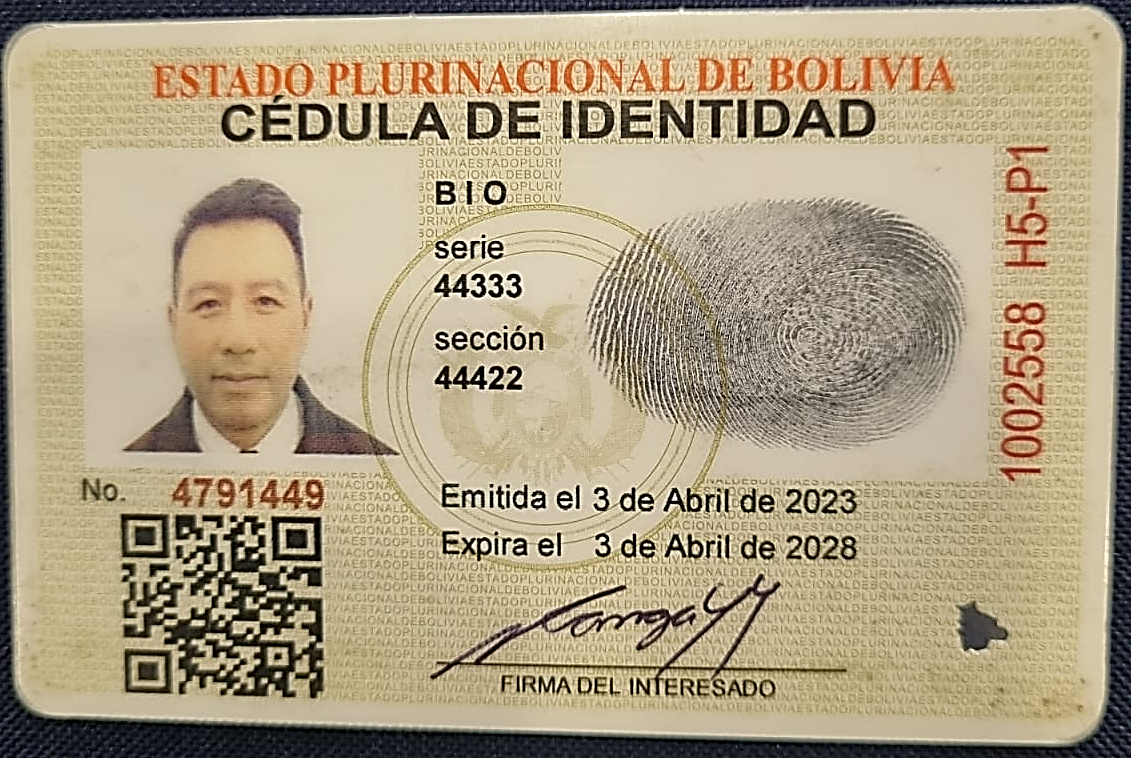 ESTADO PLURINACIONAL DE BOLIVIA
CÉDULA DE IDENTIDAD
BIO
serie
44333
sección
44422
1002558 H5-P1
No. 4791449
Emitida el 3 de Abril de 2023
Expira el 3 de Abril de 2028
FIRMA DEL INTERESADO